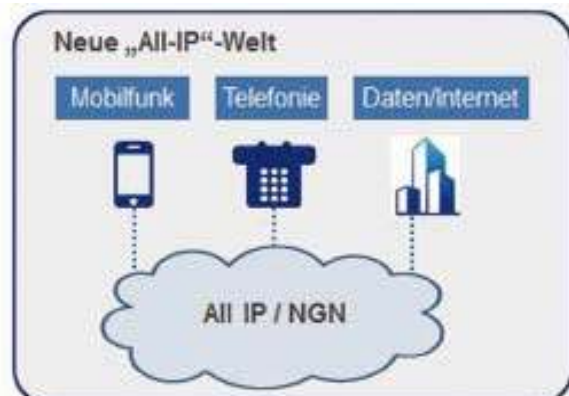 Neue „All-IP“-Welt
Mobilfunk Telefonie Daten/Internet
All IP / NGN